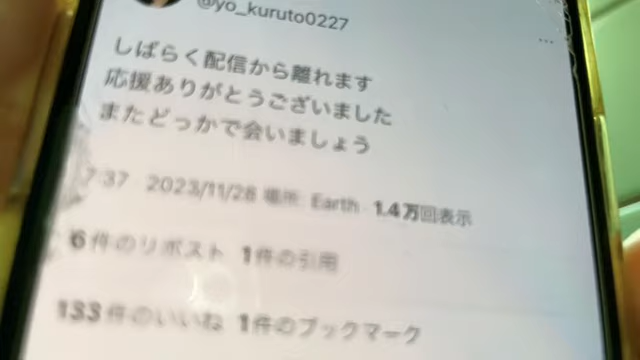 @yo_kuruto0227
しばらく配信から離れます
応援ありがとうございました
まただっかで会いましょう
7:37 2023/11/28 場所: Earth 1.4万回表示
6件のリポスト 1件の引用
133件のいいね 1件のブックマーク